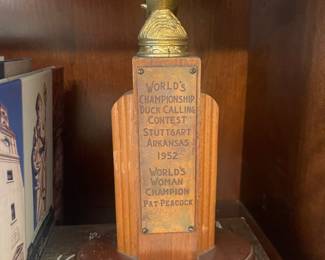 WORLD'S
CHAMPIONSHIP
DUCK CALLING
CONTEST
STUTTGART
ARKANSAS
1952
WORLD'S
WOMAN
CHAMPION
PAT PEACOCK